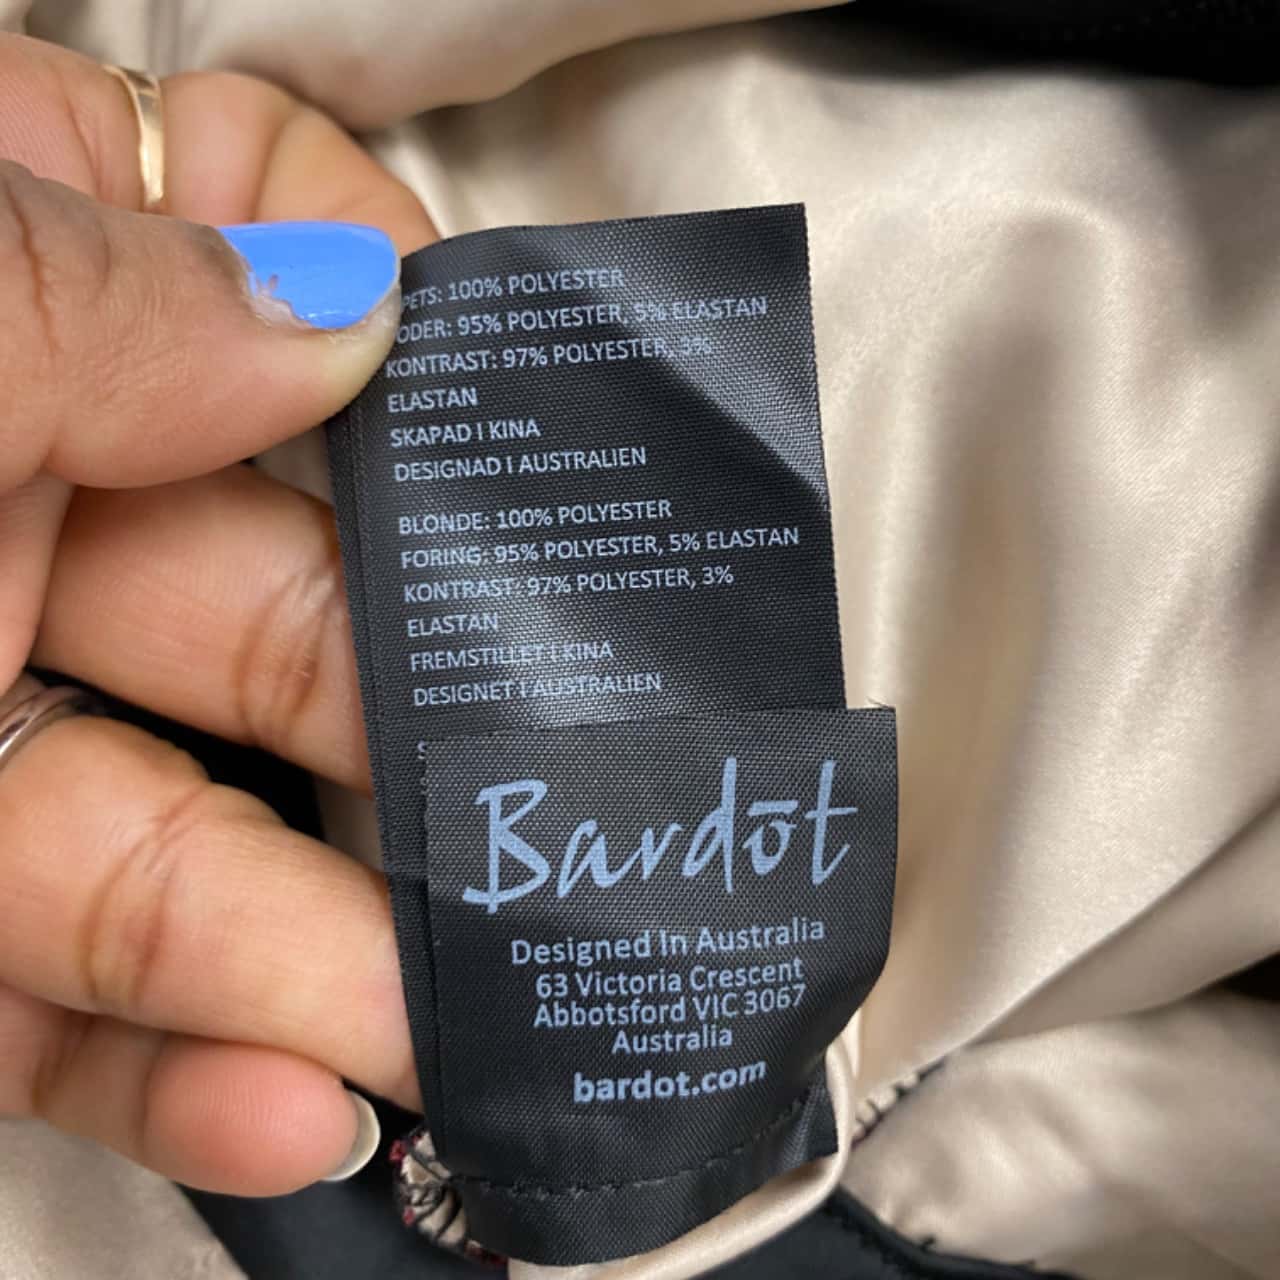 PETS: 100% POLYESTER
ODER: 95% POLYESTER, 5% ELASTAN
KONTRAST: 97% POLYESTER, 3%
ELASTAN
SKAPAD I KINA
DESIGNAD I AUSTRALIEN
BLONDE: 100% POLYESTER
FORING: 95% POLYESTER, 5% ELASTAN
KONTRAST: 97% POLYESTER, 3%
ELASTAN
FREMSTILLET I KINA
DESIGNET I AUSTRALIEN
S
Bardōt
Designed In Australia
63 Victoria Crescent
Abbotsford VIC 3067
Australia
bardot.com